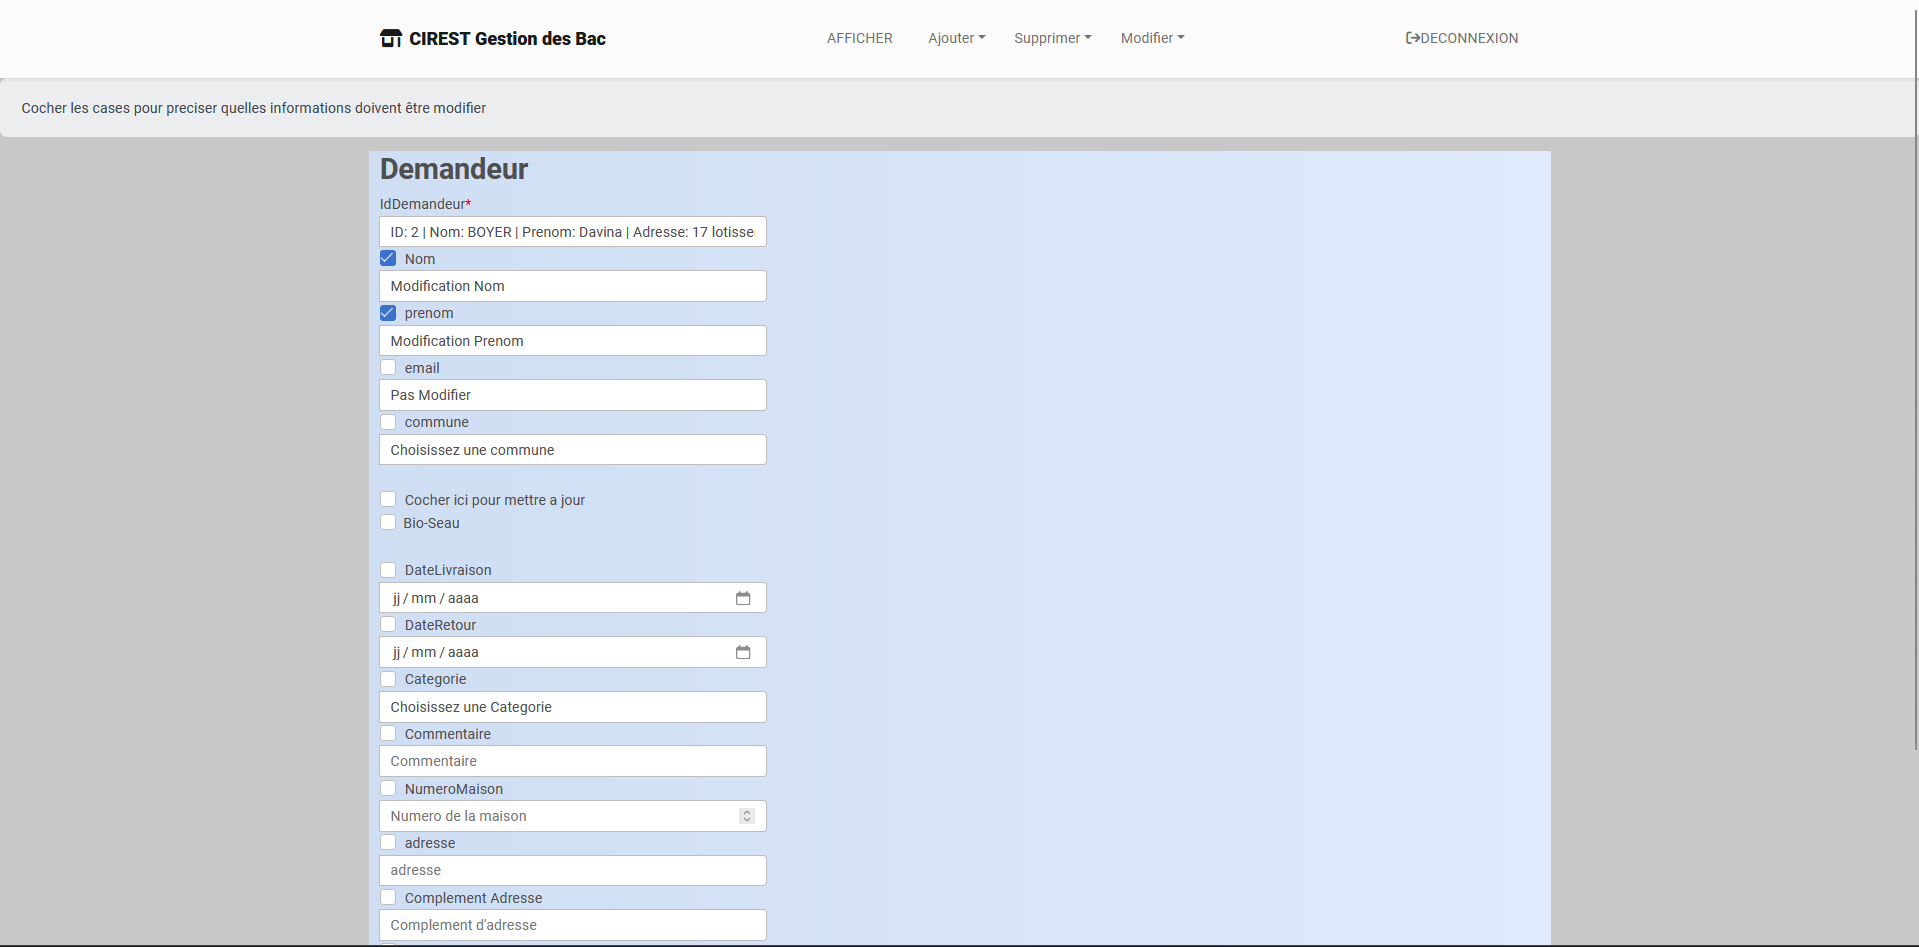 CIREST Gestion des Bac
AFFICHER
Ajouter
Supprimer
Modifier
DECONNEXION
Cocher les cases pour preciser quelles informations doivent être modifier
Demandeur
IdDemandeur*
ID: 2 | Nom: BOYER | Prenom: Davina | Adresse: 17 lotisse
Nom
Modification Nom
prenom
Modification Prenom
email
Pas Modifier
commune
Choisissez une commune
Cocher ici pour mettre a jour
Bio-Seau
DateLivraison
jj / mm / aaaa
DateRetour
jj / mm / aaaa
Categorie
Choisissez une Categorie
Commentaire
Commentaire
NumeroMaison
Numero de la maison
adresse
adresse
Complement Adresse
Complement d'adresse